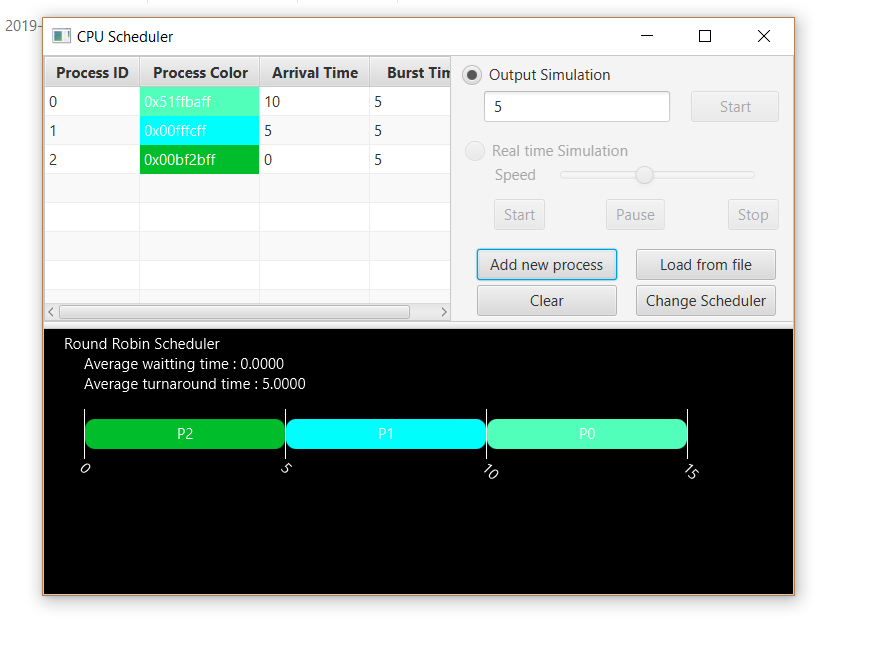 2019-
CPU Scheduler
Process ID Process Color Arrival Time Burst Tim
0 0x51ffbaff 10 5
1 0x00ffffff 5 5
2 0x00bf2bff 0 5
Output Simulation
5 Start
Real time Simulation
Speed
Start Pause Stop
Add new process Load from file
Clear Change Scheduler
Round Robin Scheduler
Average waitting time : 0.0000
Average turnaround time : 5.0000
P2 P1 P0
0 5 10 15